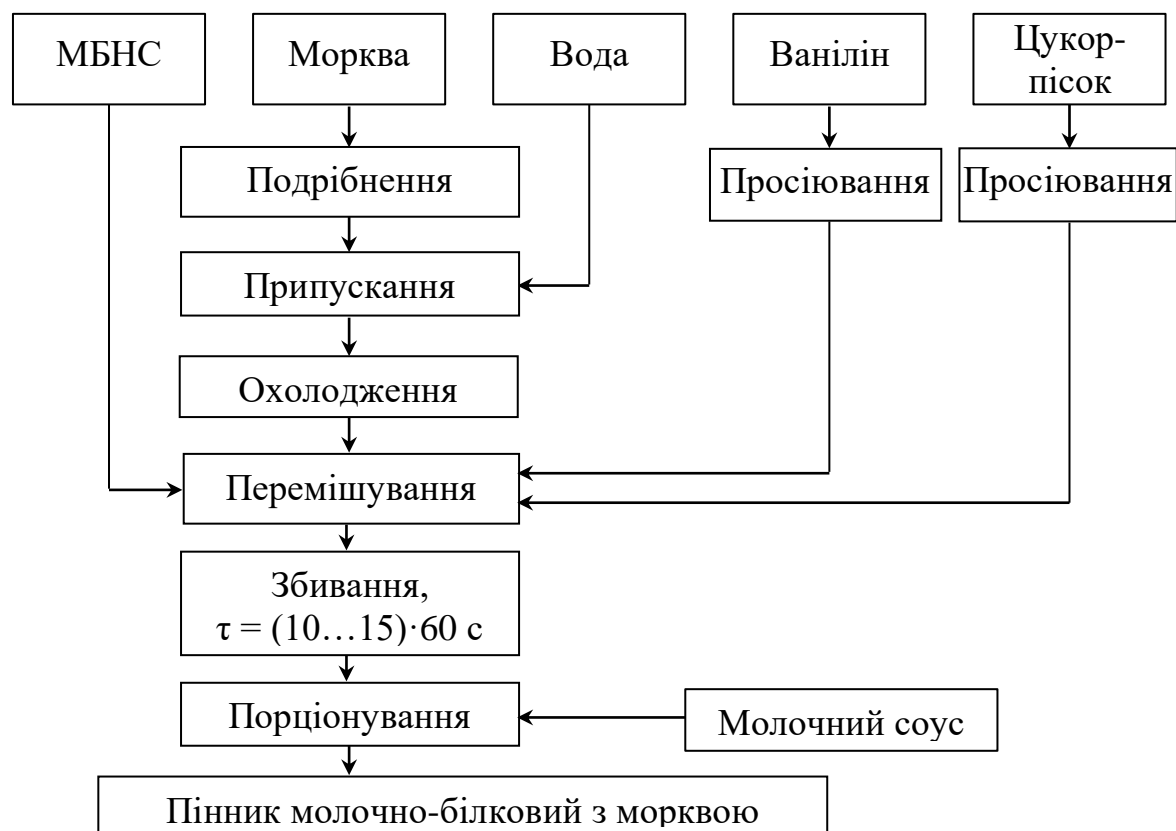 МБНС
Морква
Вода
Ванілін
Цукор-
пісок
Подрібнення
Просіювання
Просіювання
Припускання
Охолодження
Перемішування
Збивання,
τ = (10…15)·60 с
Порціонування
Молочний соус
Пінник молочно-білковий з морквою